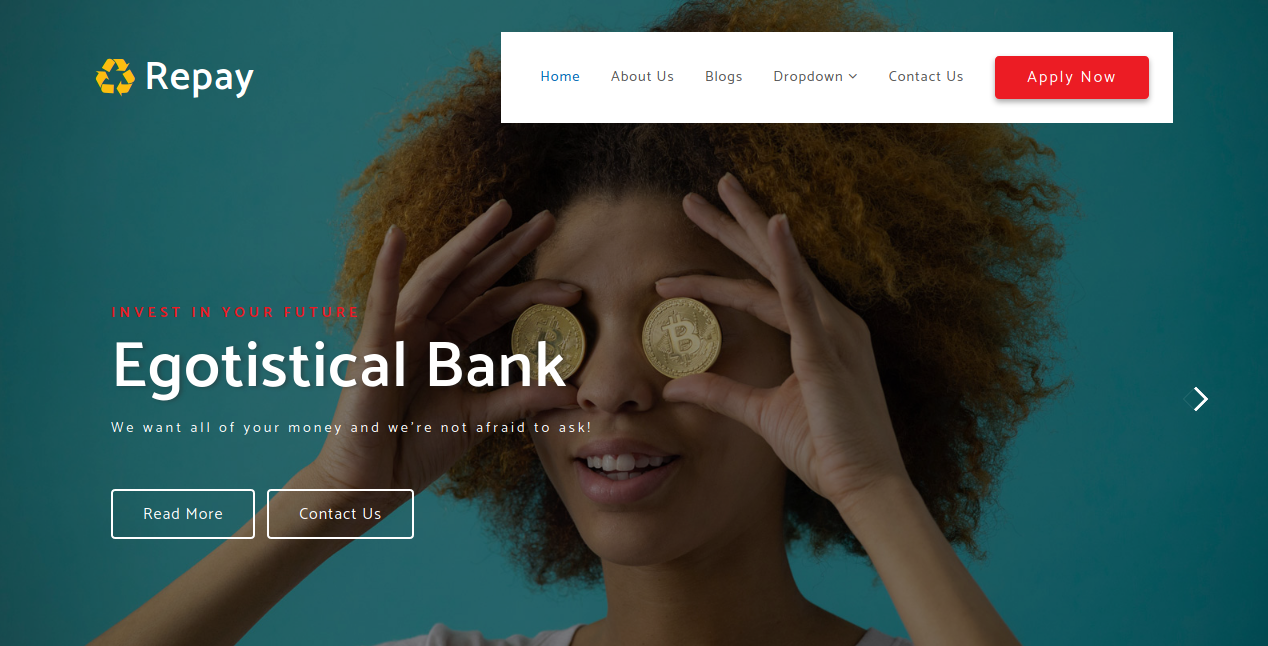 Repay
Home About Us Blogs Dropdown Contact Us Apply Now
INVEST IN YOUR FUTURE
Egotistical Bank
We want all of your money and we're not afraid to ask!
Read More Contact Us